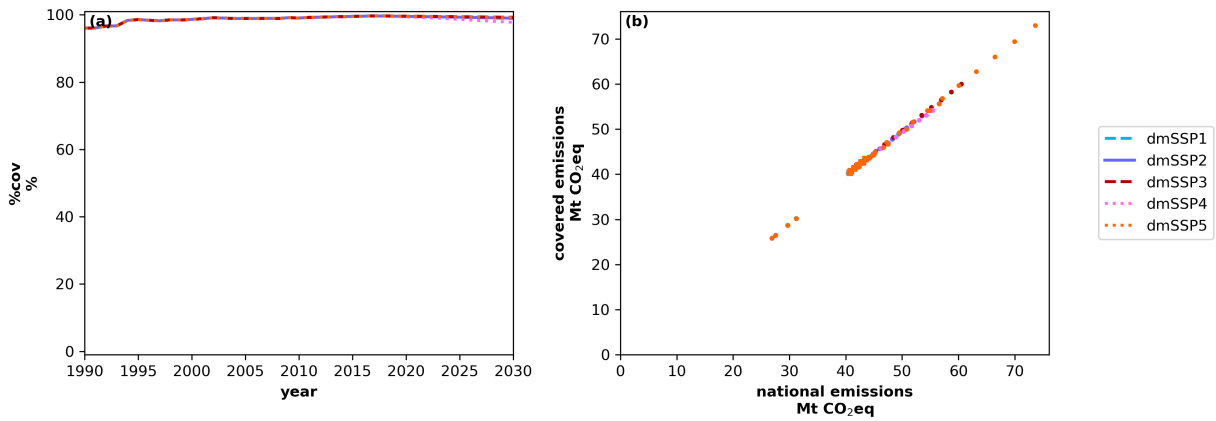 (a)
100
80
60
40
20
0
%cov
%
1990 1995 2000 2005 2010 2015 2020 2025 2030
year
(b)
70
60
50
40
30
20
10
0
covered emissions
Mt CO₂eq
0 10 20 30 40 50 60 70
national emissions
Mt CO₂eq
dmSSP1
dmSSP2
dmSSP3
dmSSP4
dmSSP5